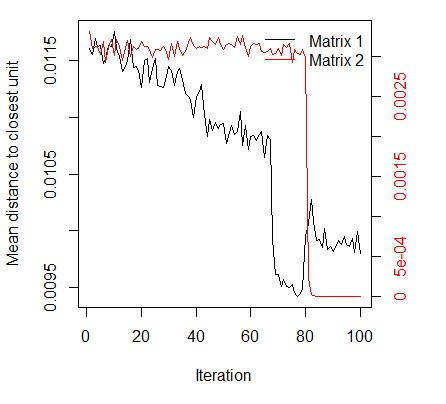 Matrix 1
Matrix 2
Mean distance to closest unit
0.0115
0.0105
0.0095
0.0025
0.0015
5e-04
0
0
20
40
60
80
100
Iteration